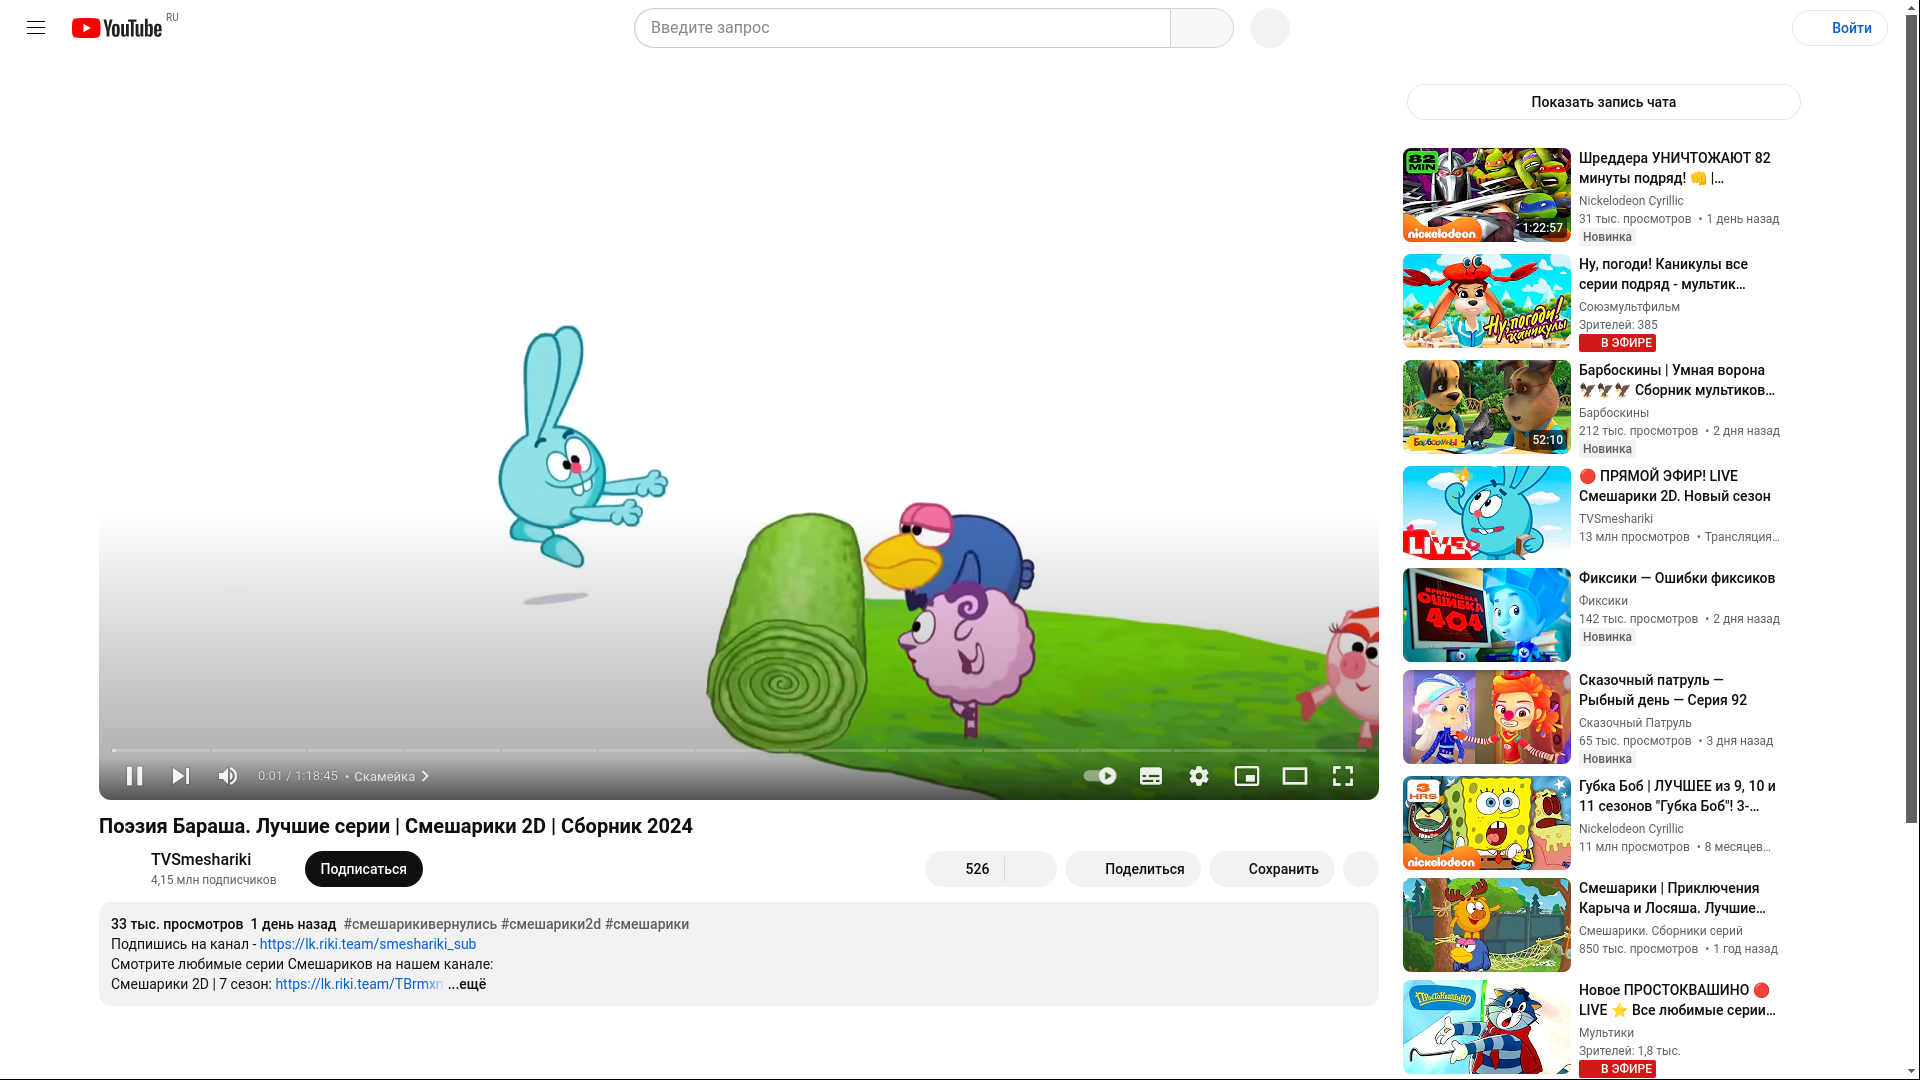 YouTube
RU
Введите запрос
Войти
0:01 / 1:18:45 • Скамейка
Поэзия Бараша. Лучшие серии | Смешарики 2D | Сборник 2024
TVSmeshariki
4,15 млн подписчиков
Подписаться
526
Поделиться
Сохранить
33 тыс. просмотров 1 день назад #смешарикивернулись #смешарики2d #смешарики
Подпишись на канал - https://lk.riki.team/smeshariki_sub
Смотрите любимые серии Смешариков на нашем канале:
Смешарики 2D | 7 сезон: https://lk.riki.team/TBrmxn ...ещё
Показать запись чата
82
MIN
nickelodeon
1:22:57
Шреддера УНИЧТОЖАЮТ 82
минуты подряд! 👊 |...
Nickelodeon Cyrillic
31 тыс. просмотров • 1 день назад
Новинка
Ну, погоди!
каникулы
Ну, погоди! Каникулы все
серии подряд - мультик...
Союзмультфильм
Зрителей: 385
В ЭФИРЕ
Барбоскины
52:10
Барбоскины | Умная ворона
🦅🦅🦅 Сборник мультиков...
Барбоскины
212 тыс. просмотров • 2 дня назад
Новинка
LIVE
🔴 ПРЯМОЙ ЭФИР! LIVE
Смешарики 2D. Новый сезон
TVSmeshariki
13 млн просмотров • Трансляция...
КРИТИЧЕСКАЯ
ОШИБКА
404
Фиксики — Ошибки фиксиков
Фиксики
142 тыс. просмотров • 2 дня назад
Новинка
Сказочный патруль —
Рыбный день — Серия 92
Сказочный Патруль
65 тыс. просмотров • 3 дня назад
Новинка
3
HRS
nickelodeon
Губка Боб | ЛУЧШЕЕ из 9, 10 и
11 сезонов "Губка Боб"! 3-...
Nickelodeon Cyrillic
11 млн просмотров • 8 месяцев...
Смешарики | Приключения
Карыча и Лосяша. Лучшие...
Смешарики. Сборники серий
850 тыс. просмотров • 1 год назад
ПРОСТОКВАШИНО
Новое ПРОСТОКВАШИНО 🔴
LIVE ⭐ Все любимые серии...
Мультики
Зрителей: 1,8 тыс.
В ЭФИРЕ